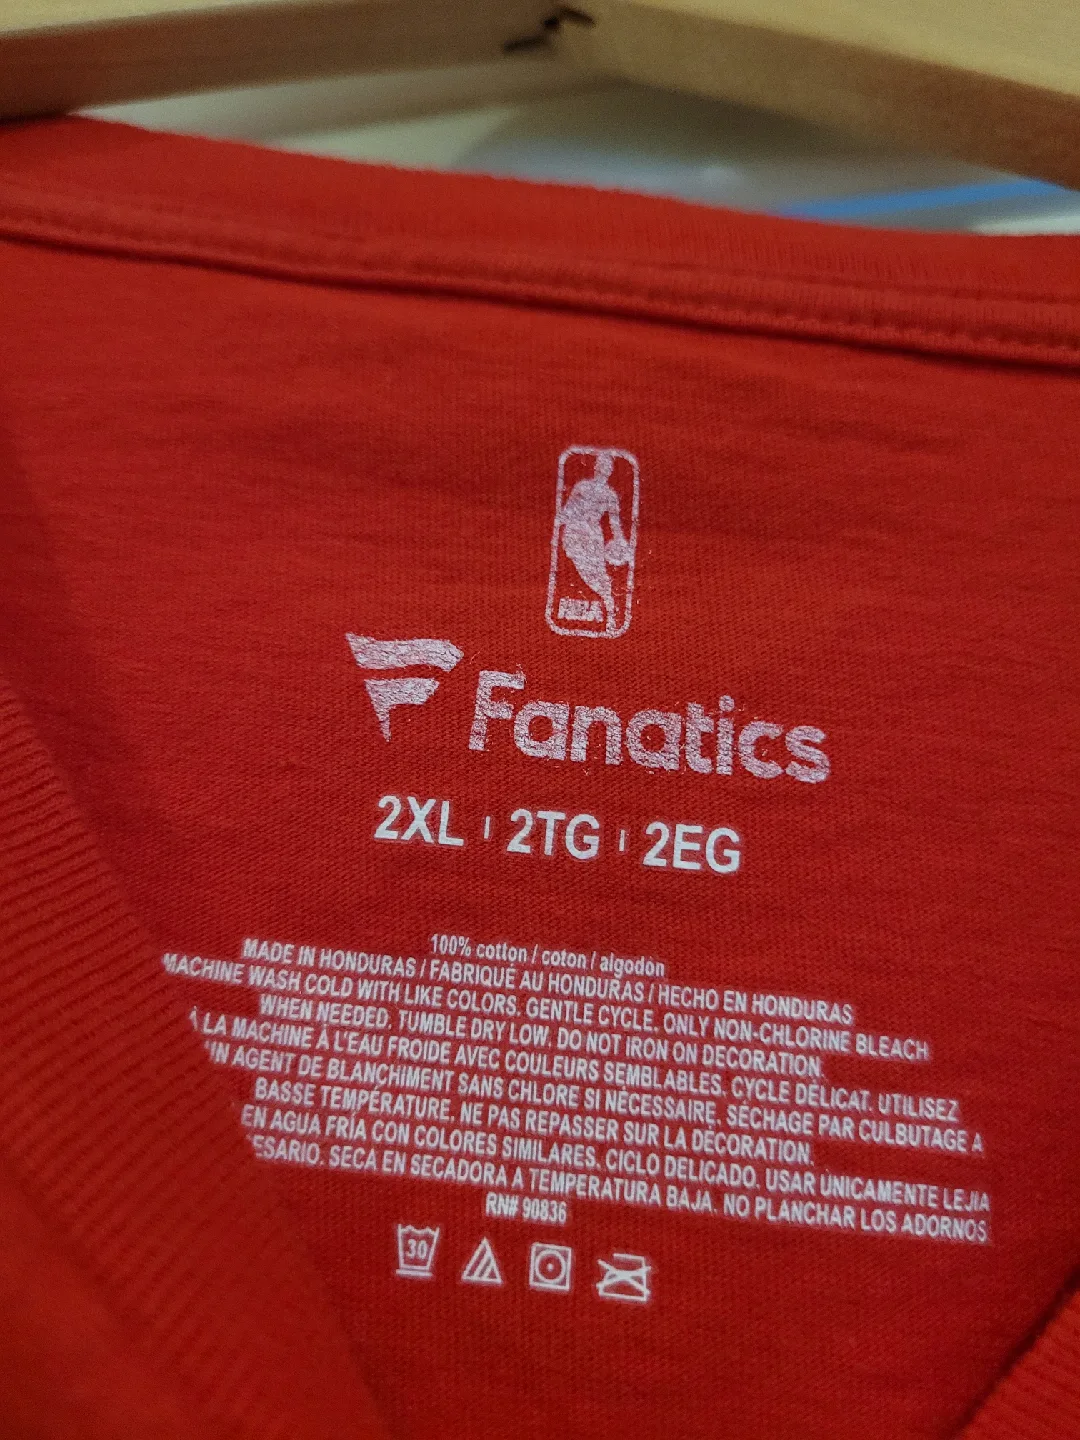 NBA
Fanatics
2XL | 2TG | 2EG
100% cotton / coton / algodon
MADE IN HONDURAS / FABRIQUÉ AU HONDURAS / HECHO EN HONDURAS
MACHINE WASH COLD WITH LIKE COLORS. GENTLE CYCLE. ONLY NON-CHLORINE BLEACH
WHEN NEEDED. TUMBLE DRY LOW. DO NOT IRON ON DECORATION.
À LA MACHINE À L'EAU FROIDE AVEC COULEURS SEMBLABLES. CYCLE DÉLICAT. UTILISEZ
UN AGENT DE BLANCHIMENT SANS CHLORE SI NÉCESSAIRE. SÉCHAGE PAR CULBUTAGE A
BASSE TEMPÉRATURE. NE PAS REPASSER SUR LA DÉCORATION.
EN AGUA FRÍA CON COLORES SIMILARES. CICLO DELICADO. USAR ÚNICAMENTE LEJIA
ESARIO. SECA EN SECADORA A TEMPERATURA BAJA. NO PLANCHAR LOS ADORNOS
RN# 90836
30